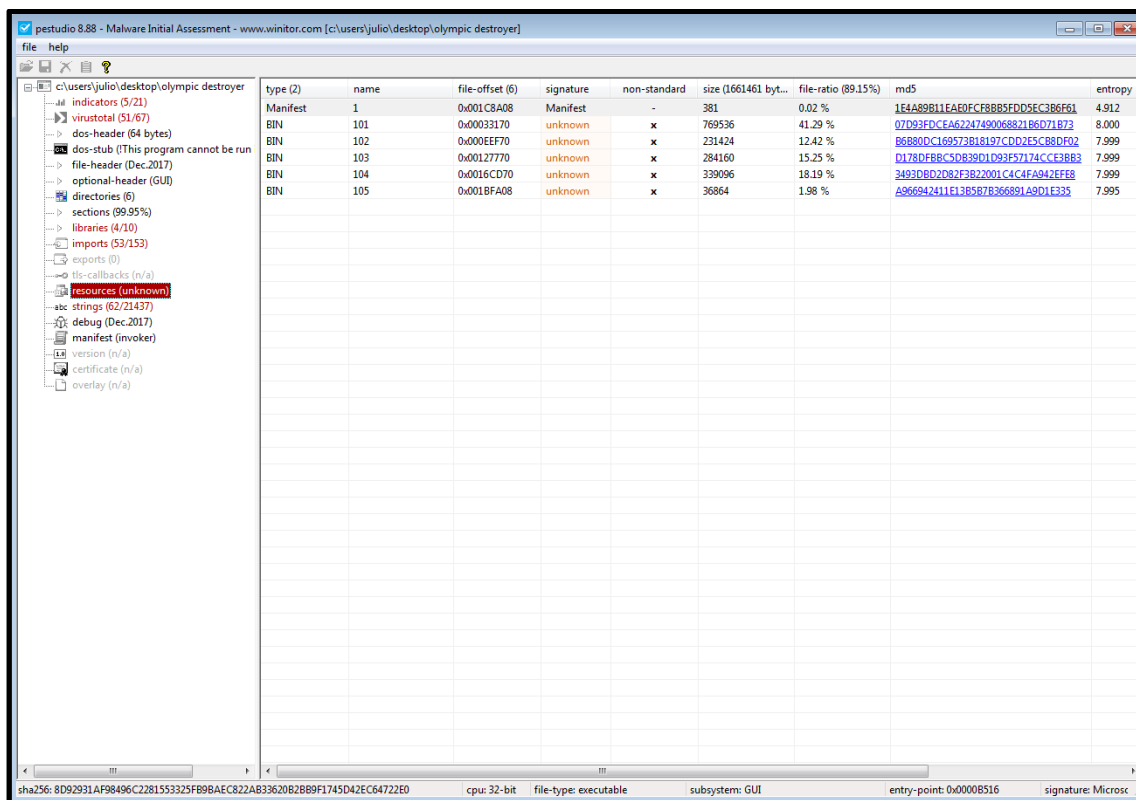 pestudio 8.88 - Malware Initial Assessment - www.winitor.com [c:\users\julio\desktop\olympic destroyer]
file help
c:\users\julio\desktop\olympic destroyer
indicators (5/21)
virustotal (51/67)
dos-header (64 bytes)
dos-stub (!This program cannot be run
file-header (Dec.2017)
optional-header (GUI)
directories (6)
sections (99.95%)
libraries (4/10)
imports (53/153)
exports (0)
tls-callbacks (n/a)
resources (unknown)
abc strings (62/21437)
debug (Dec.2017)
manifest (invoker)
1.0 version (n/a)
certificate (n/a)
overlay (n/a)
type (2) name file-offset (6) signature non-standard size (1661461 byt... file-ratio (89.15%) md5 entropy
Manifest 1 0x001C8A08 Manifest - 381 0.02 % 1E4A89B11EAE0FCF8BB5FDD5EC3B6F61 4.912
BIN 101 0x00033170 unknown x 769536 41.29 % 07D93FDCEA62247490068821B6D71B73 8.000
BIN 102 0x000EEF70 unknown x 231424 12.42 % B6B80DC169573B18197CDD2E5CB8DF02 7.999
BIN 103 0x00127770 unknown x 284160 15.25 % D178DFBBC5DB39D1D93F57174CCE3BB3 7.999
BIN 104 0x0016CD70 unknown x 339096 18.19 % 3493DBD2D82F3B22001C4C4FA942EFE8 7.999
BIN 105 0x001BFA08 unknown x 36864 1.98 % A966942411E13B5B7B366891A9D1E335 7.995
sha256: 8D92931AF98496C2281553325FB9BAEC822AB33620B2BB9F1745D42EC64722E0 cpu: 32-bit file-type: executable subsystem: GUI entry-point: 0x0000B516 signature: Microsc